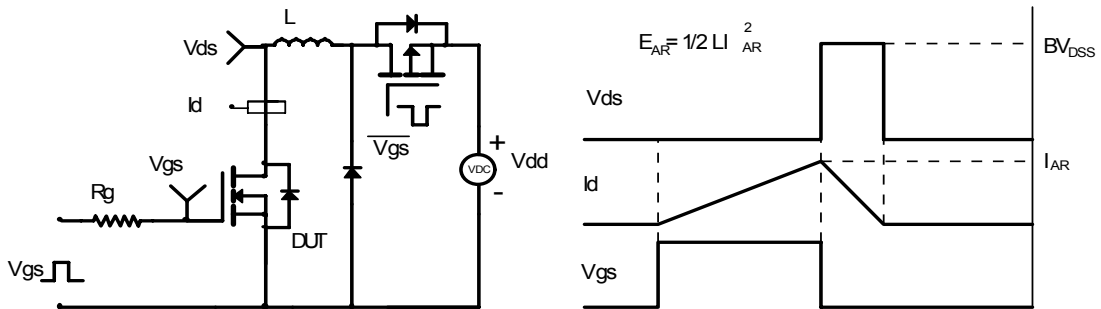 L
Vds
Id
Vgs
Vgs
+
VDC
Vdd
-
Rg
DUT
Vgs
E_AR= 1/2 LI²_AR
BV_DSS
Vds
I_AR
Id
Vgs